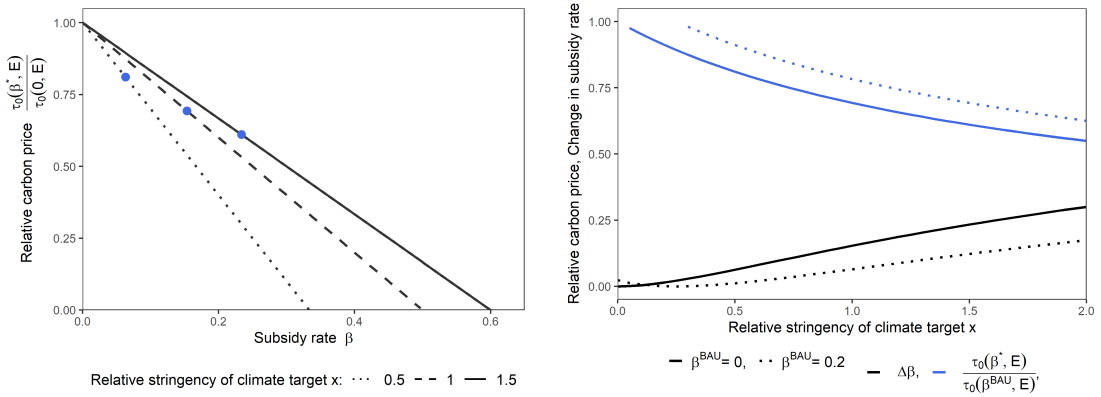 Relative carbon price τ₀(β*, E) / τ₀(0, E)
1.00
0.75
0.50
0.25
0.00
0.0 0.2 0.4 0.6
Subsidy rate β
Relative stringency of climate target x: 0.5 1 1.5
Relative carbon price, Change in subsidy rate
1.00
0.75
0.50
0.25
0.00
0.0 0.5 1.0 1.5 2.0
Relative stringency of climate target x
β^BAU= 0, β^BAU= 0.2 Δβ, τ₀(β*, E) / τ₀(β^BAU, E),